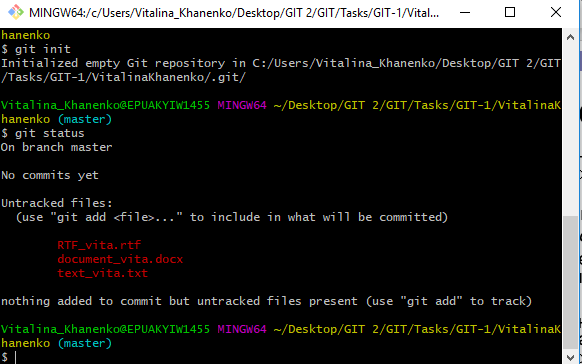 MINGW64:/c/Users/Vitalina_Khanenko/Desktop/GIT 2/GIT/Tasks/GIT-1/Vital...
hanenko
$ git init
Initialized empty Git repository in C:/Users/Vitalina_Khanenko/Desktop/GIT 2/GIT
/Tasks/GIT-1/VitalinaKhanenko/.git/
Vitalina_Khanenko@EPUAKYIW1455 MINGW64 ~/Desktop/GIT 2/GIT/Tasks/GIT-1/VitalinaK
hanenko (master)
$ git status
On branch master
No commits yet
Untracked files:
(use "git add <file>..." to include in what will be committed)
RTF_vita.rtf
document_vita.docx
text_vita.txt
nothing added to commit but untracked files present (use "git add" to track)
Vitalina_Khanenko@EPUAKYIW1455 MINGW64 ~/Desktop/GIT 2/GIT/Tasks/GIT-1/VitalinaK
hanenko (master)
$